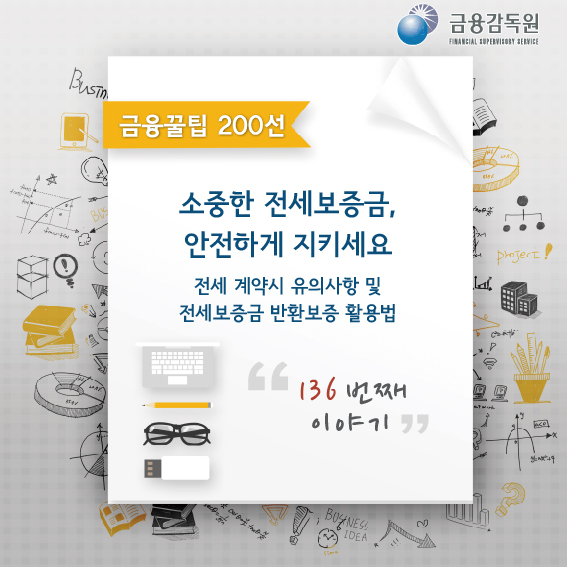 금융감독원
FINANCIAL SUPERVISORY SERVICE
BUSIN
금융꿀팁 200선
소중한 전세보증금,
안전하게 지키세요
전세 계약시 유의사항 및
전세보증금 반환보증 활용법
project!
“ 136 번째
이야기 ”
BUSINESS
IDEA